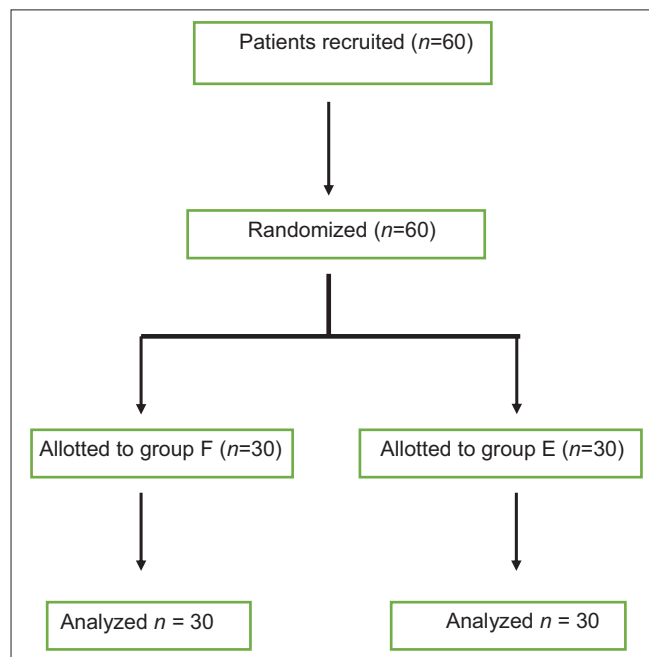 Patients recruited (n=60)
Randomized (n=60)
Allotted to group F (n=30)
Allotted to group E (n=30)
Analyzed n = 30
Analyzed n = 30